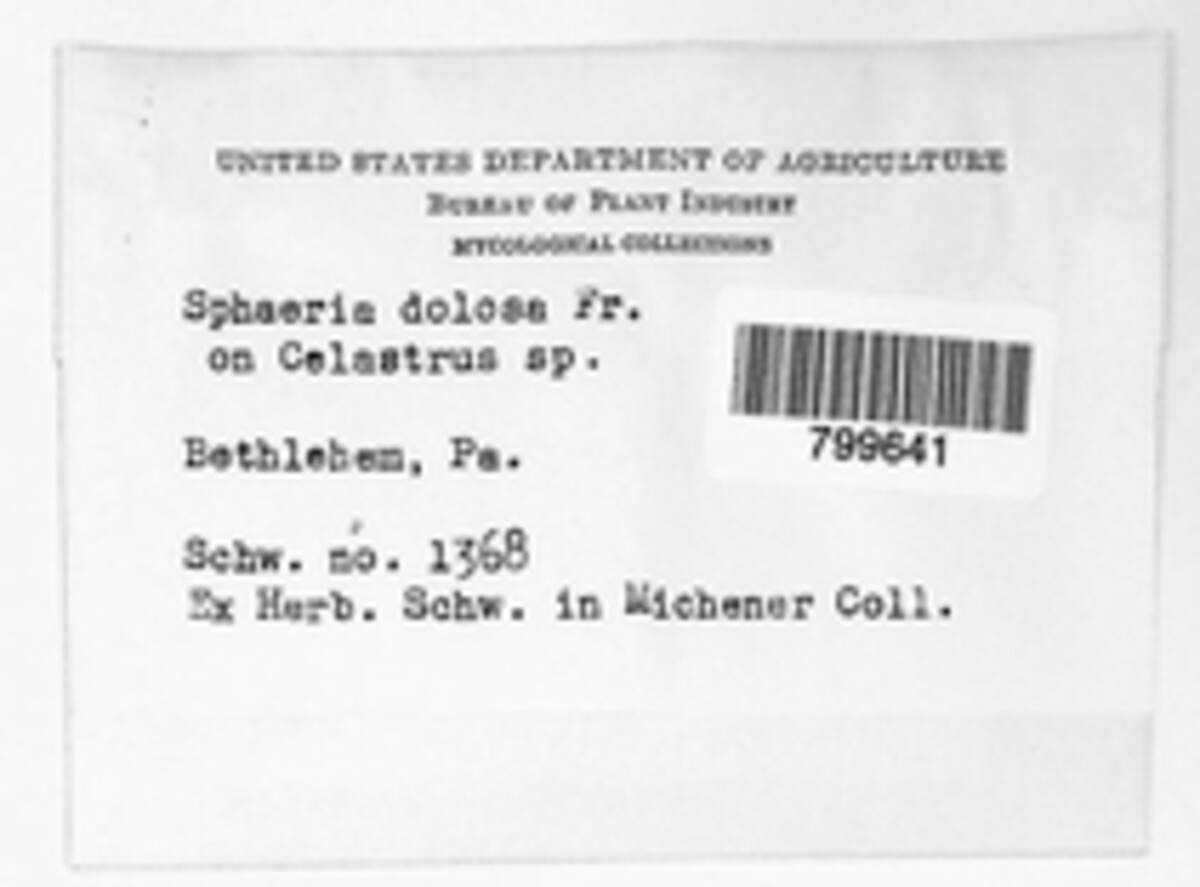 UNITED STATES DEPARTMENT OF AGRICULTURE
BUREAU OF PLANT INDUSTRY
MYCOLOGICAL COLLECTIONS
Sphaeria dolosa Fr.
on Celastrus sp.
799641
Bethlehem, Pa.
Schw. no. 1368
Ex Herb. Schw. in Michener Coll.